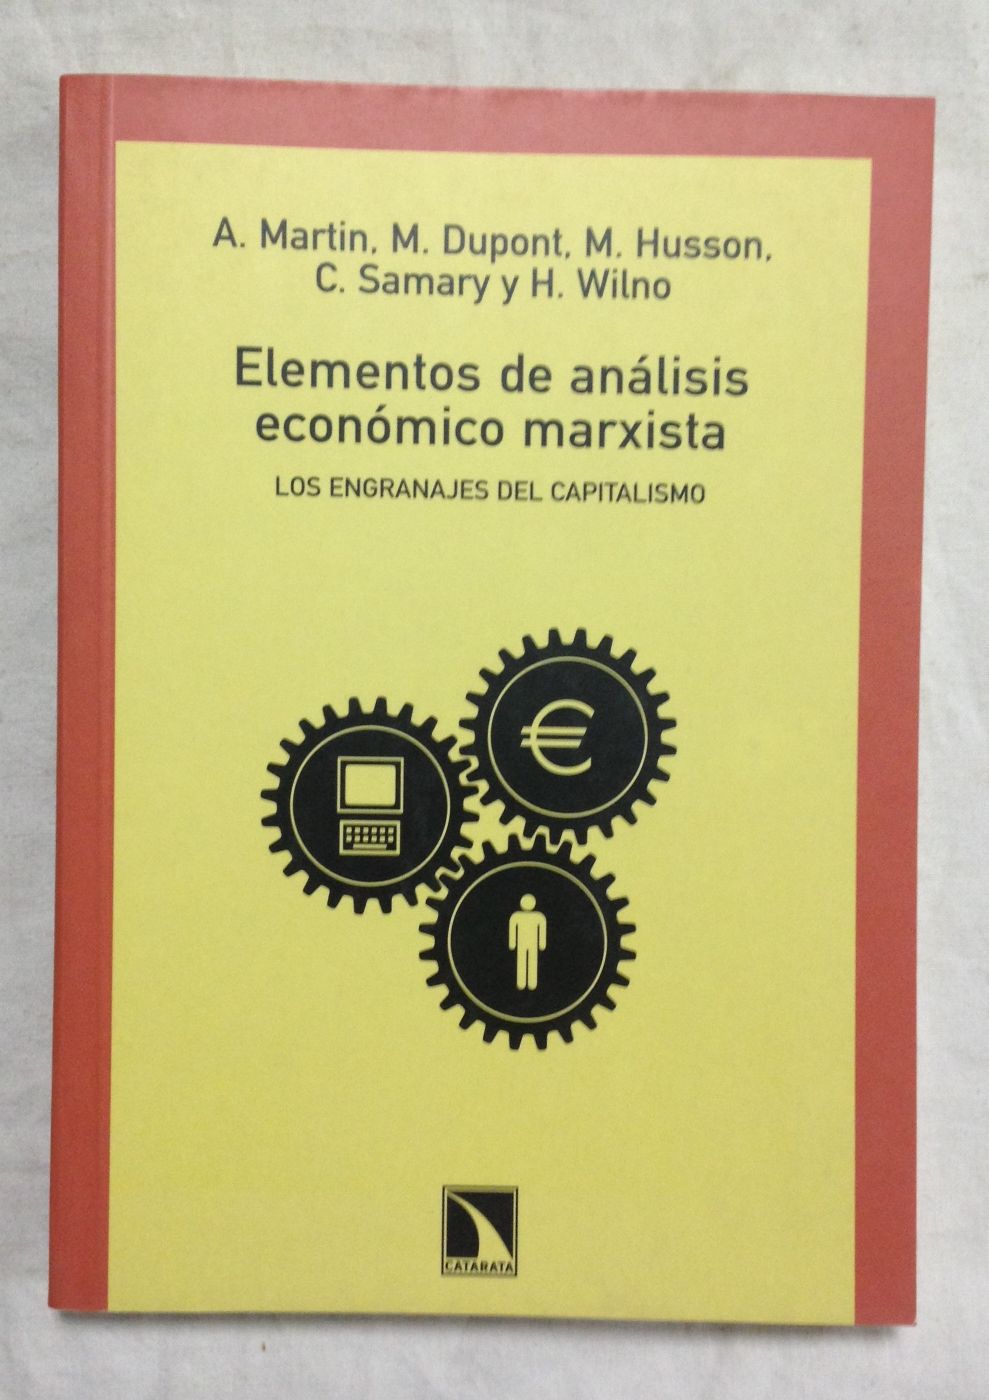 A. Martin, M. Dupont, M. Husson,
C. Samary y H. Wilno
Elementos de análisis
económico marxista
LOS ENGRANAJES DEL CAPITALISMO
€
CATARATA